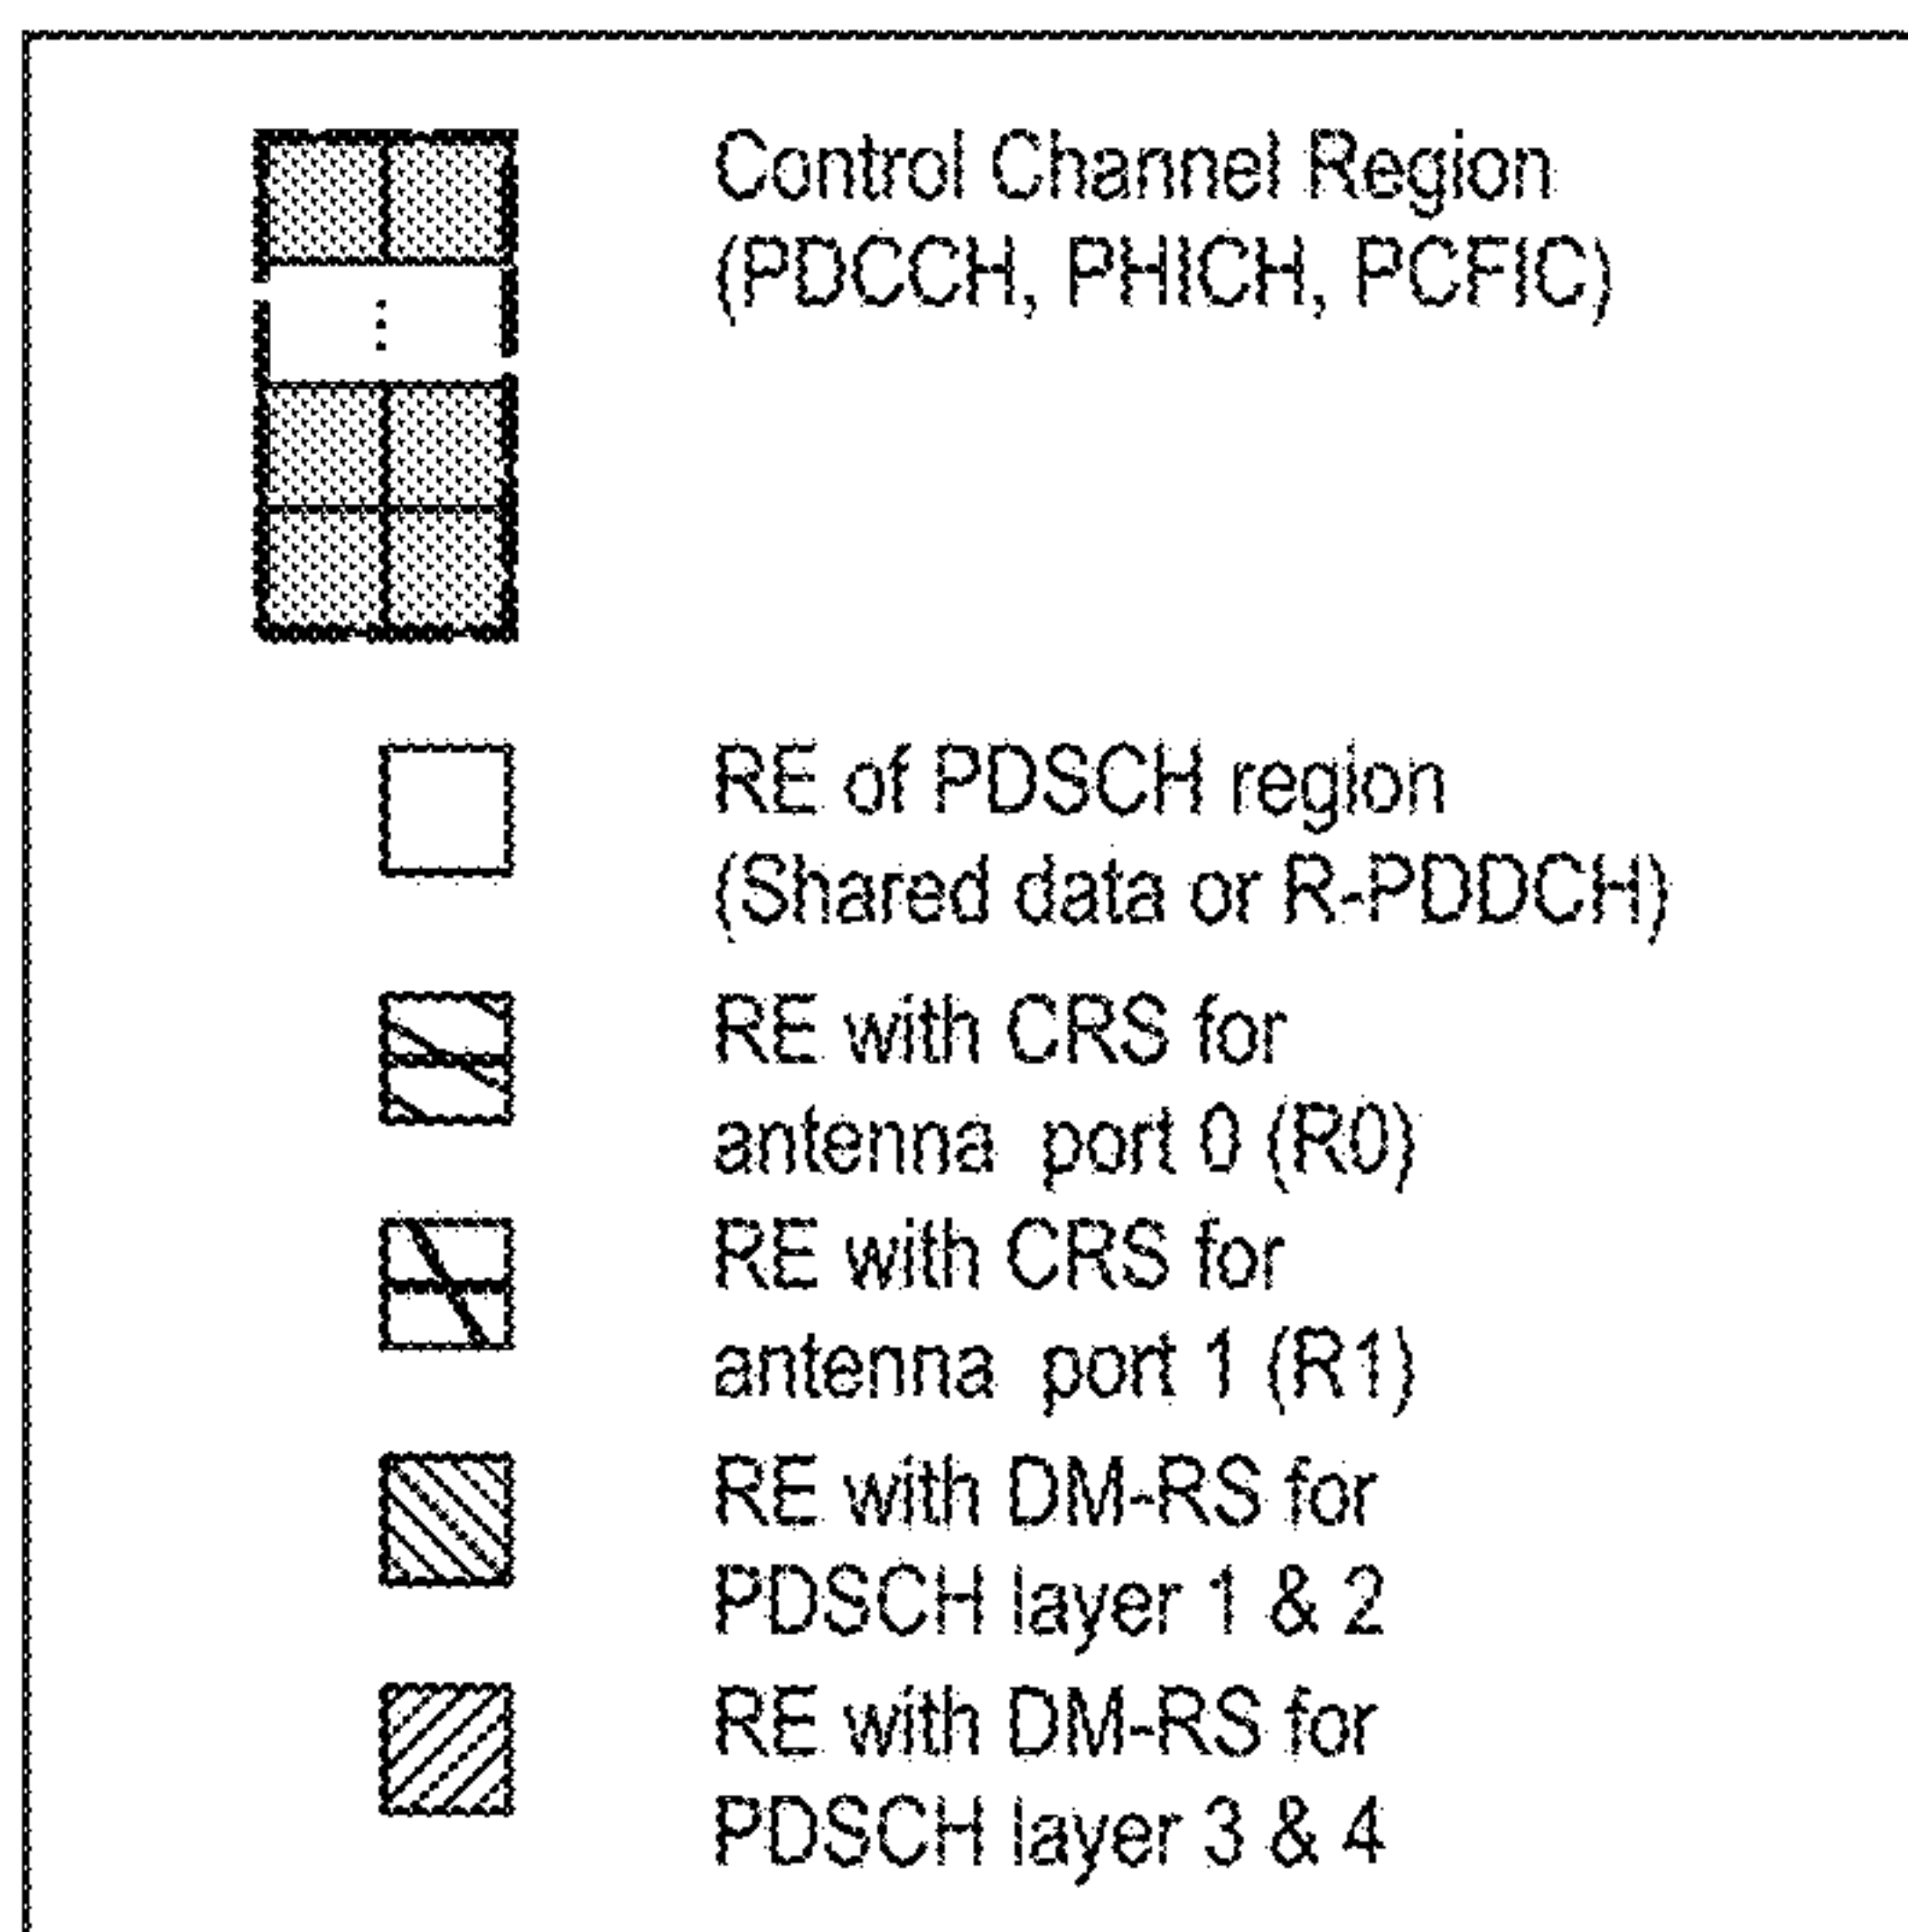 Control Channel Region
(PDCCH, PHICH, PCFIC)
RE of PDSCH region
(Shared data or R-PDDCH)
RE with CRS for
antenna port 0 (R0)
RE with CRS for
antenna port 1 (R1)
RE with DM-RS for
PDSCH layer 1 & 2
RE with DM-RS for
PDSCH layer 3 & 4